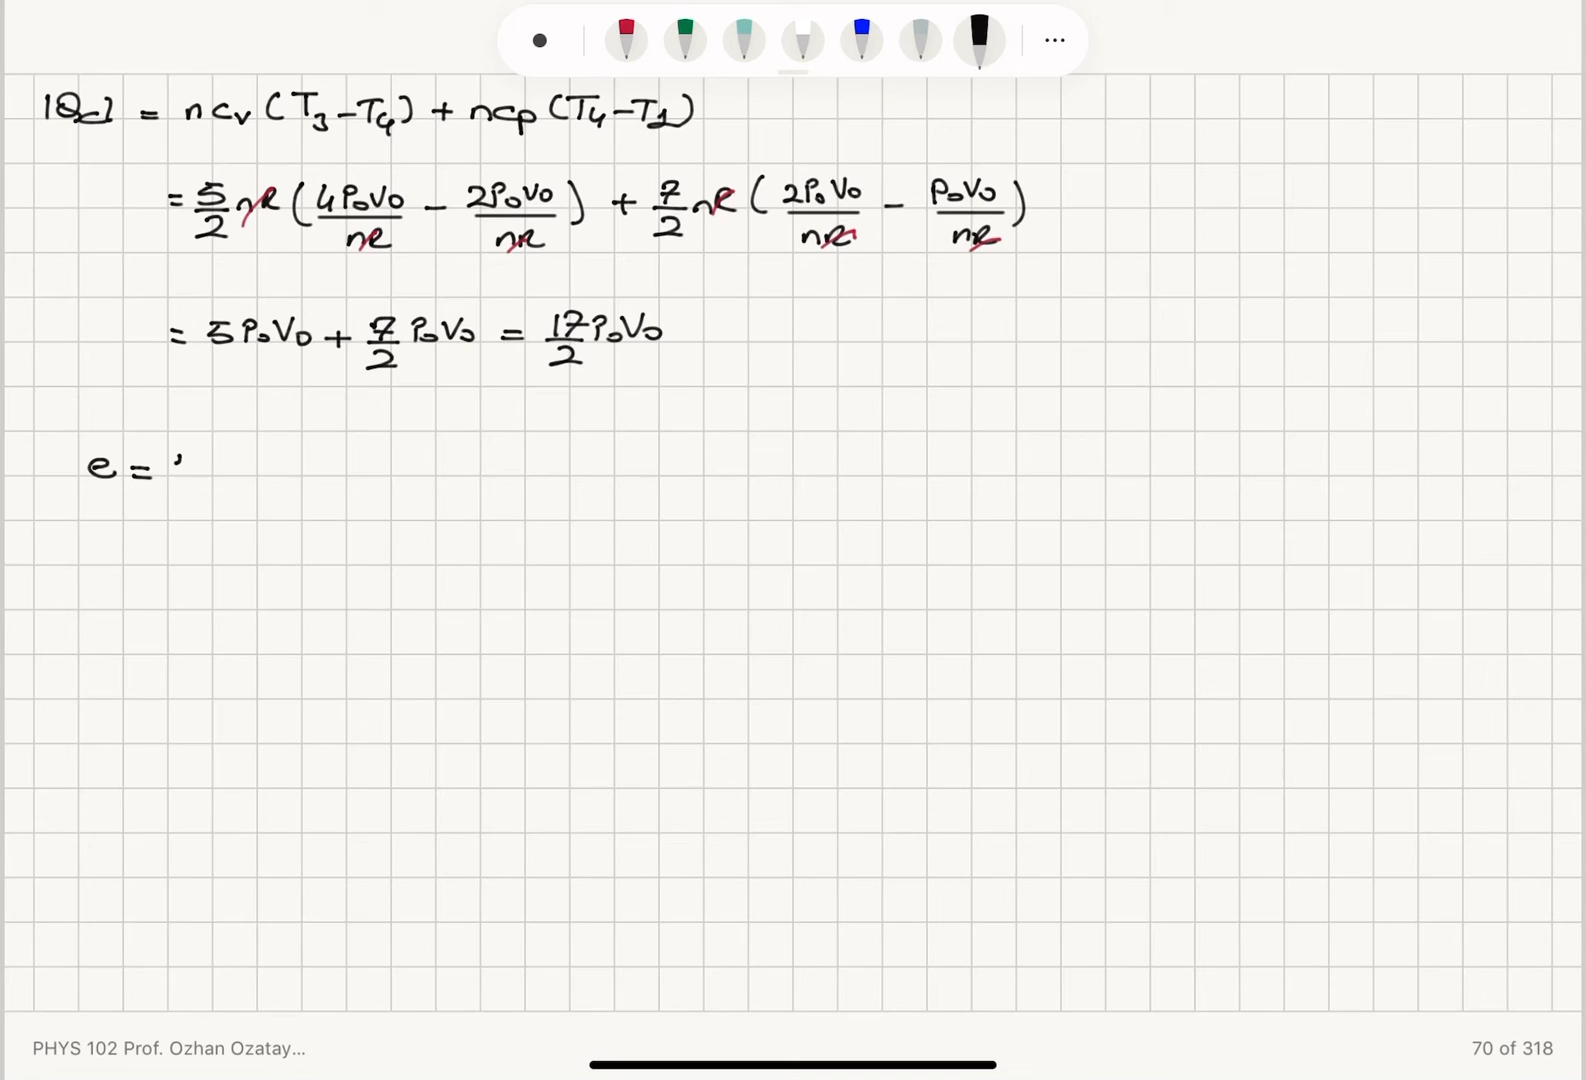 |Qc| = ncv (T3 - T4) + ncp (T4 - T1)
= 5/2 nR (4P0V0/nR - 2P0V0/nR) + 7/2 nR (2P0V0/nR - P0V0/nR)
= 5P0V0 + 7/2 P0V0 = 17/2 P0V0
e =
PHYS 102 Prof. Ozhan Ozatay...
70 of 318